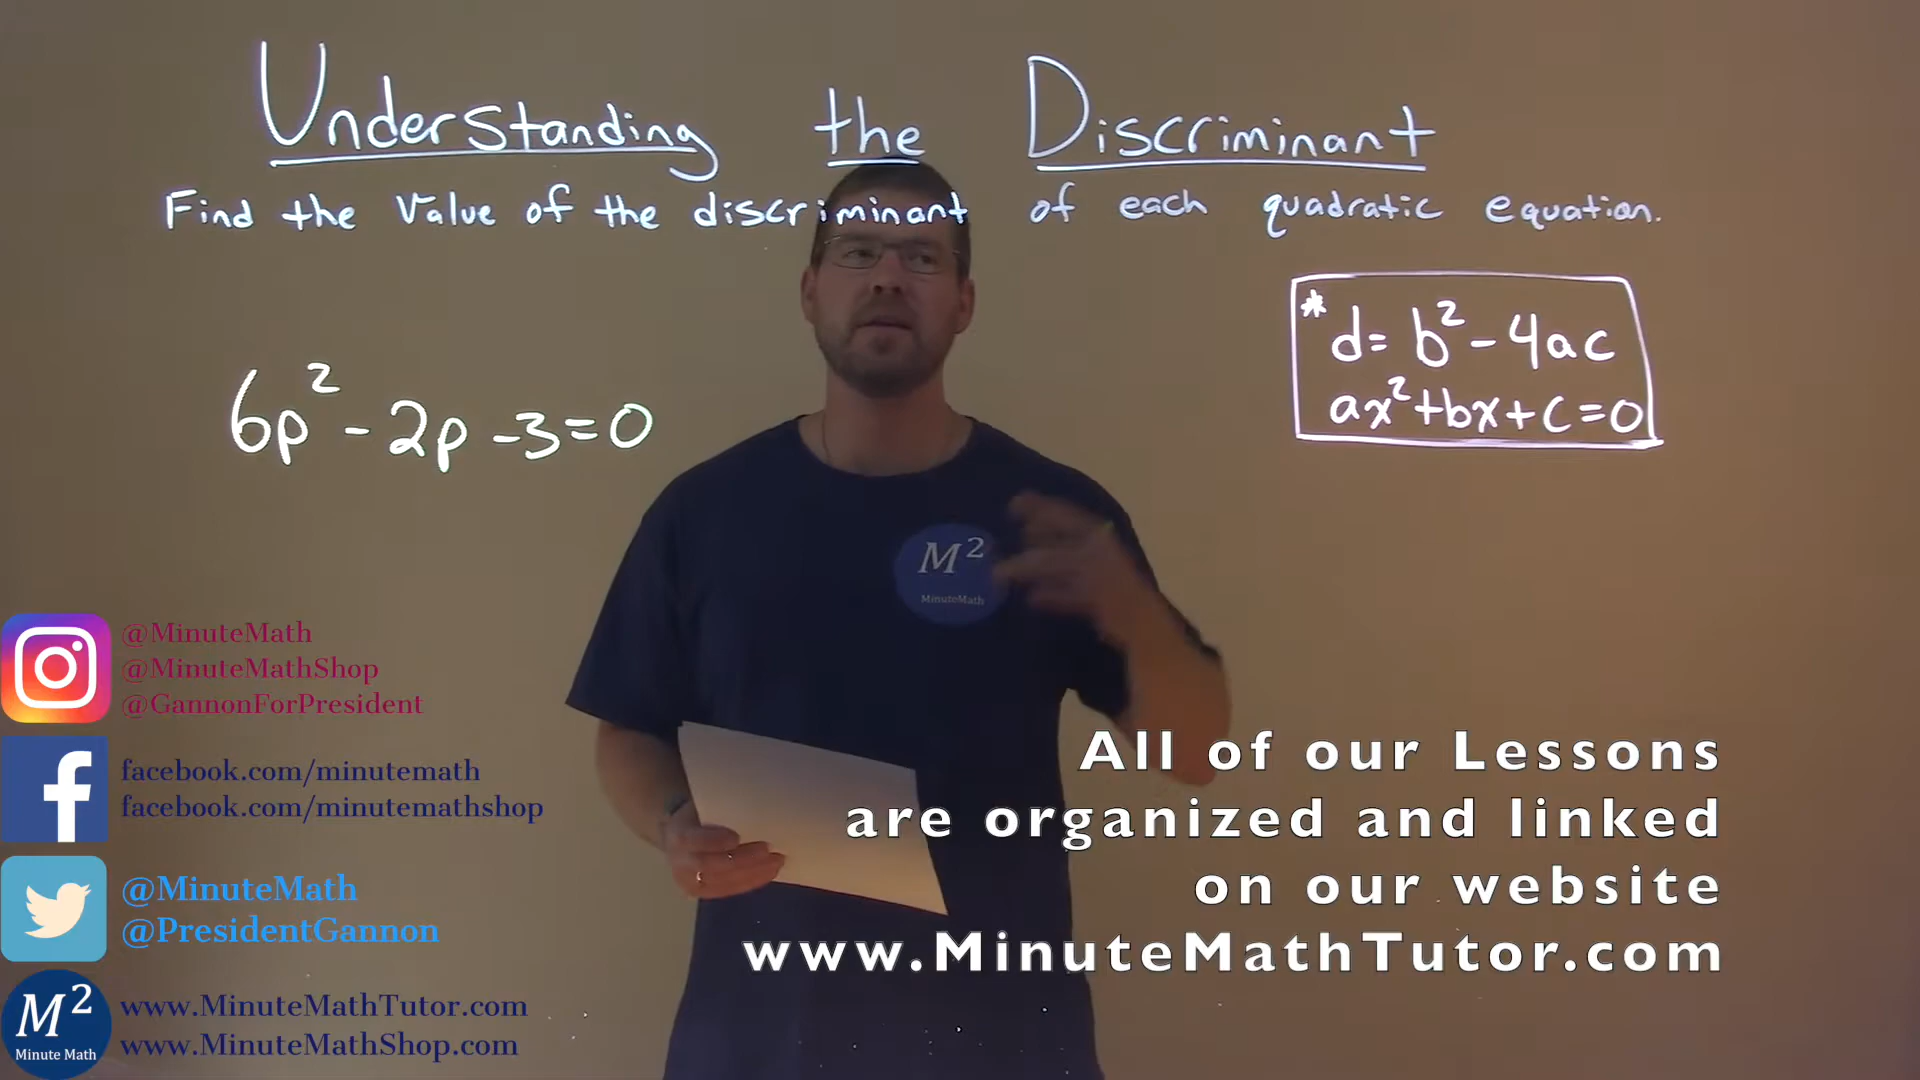 Understanding the Discriminant
Find the Value of the discriminant of each quadratic equation.
* d = b² - 4ac
ax² + bx + c = 0
6p² - 2p - 3 = 0
M²
MinuteMath
@MinuteMath
@MinuteMathShop
@GannonForPresident
facebook.com/minutemath
facebook.com/minutemathshop
@MinuteMath
@PresidentGannon
M²
Minute Math
www.MinuteMathTutor.com
www.MinuteMathShop.com
All of our Lessons
are organized and linked
on our website
www.MinuteMathTutor.com